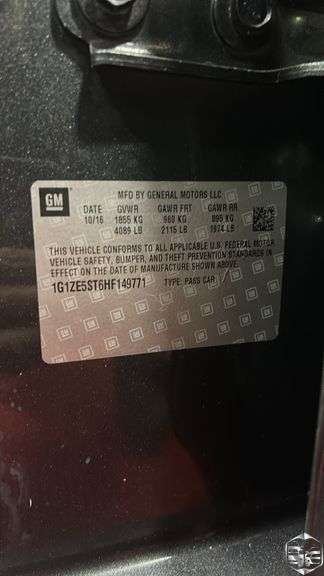 GM
MFD BY GENERAL MOTORS LLC
DATE GVWR GAWR FRT GAWR RR
10/16 1855 KG 960 KG 895 KG
4089 LB 2115 LB 1974 LB
THIS VEHICLE CONFORMS TO ALL APPLICABLE U.S. FEDERAL MOTOR
VEHICLE SAFETY, BUMPER, AND THEFT PREVENTION STANDARDS IN
EFFECT ON THE DATE OF MANUFACTURE SHOWN ABOVE.
1G1ZE5ST6HF149771 TYPE: PASS CAR